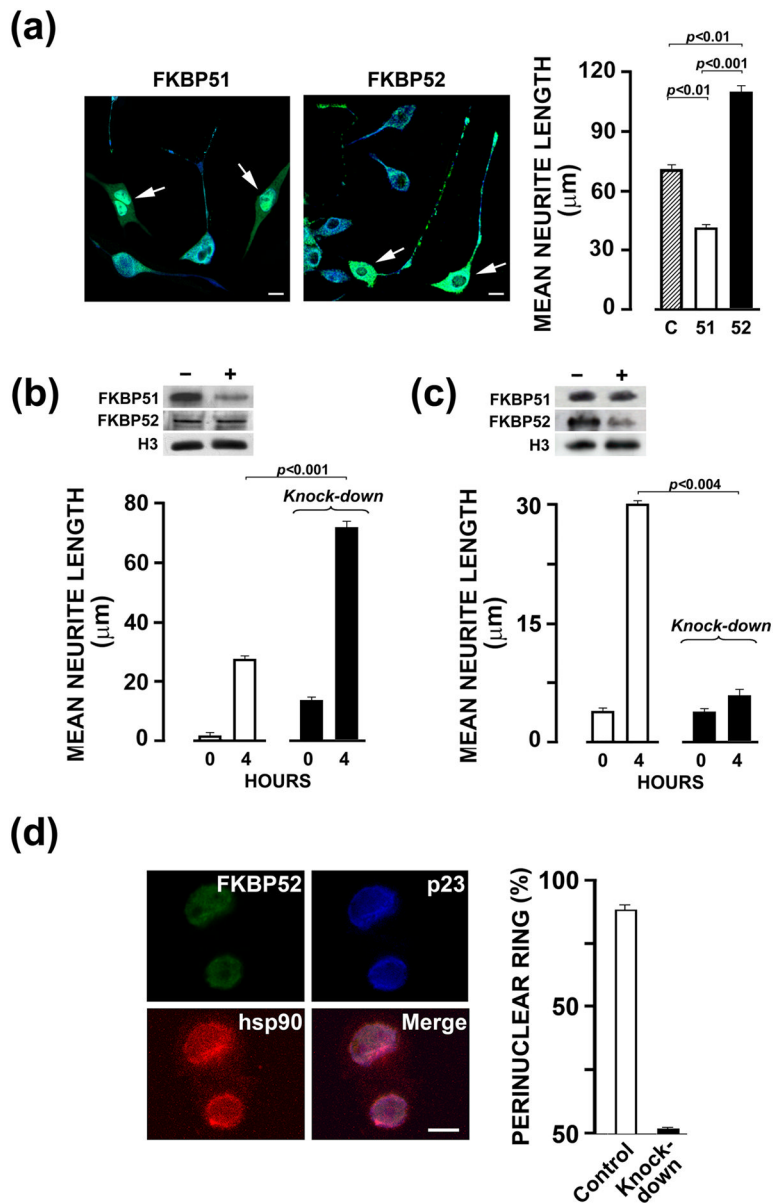 (a)
FKBP51
FKBP52
MEAN NEURITE LENGTH
(μm)
120
90
60
30
0
p<0.01
p<0.001
p<0.01
C 51 52
(b)
− +
FKBP51
FKBP52
H3
p<0.001
Knock-down
MEAN NEURITE LENGTH
(μm)
80
60
40
20
0
0 4 0 4
HOURS
(c)
− +
FKBP51
FKBP52
H3
p<0.004
Knock-down
MEAN NEURITE LENGTH
(μm)
30
15
0
0 4 0 4
HOURS
(d)
FKBP52
p23
hsp90
Merge
PERINUCLEAR RING (%)
100
50
50
Control
Knock-
down